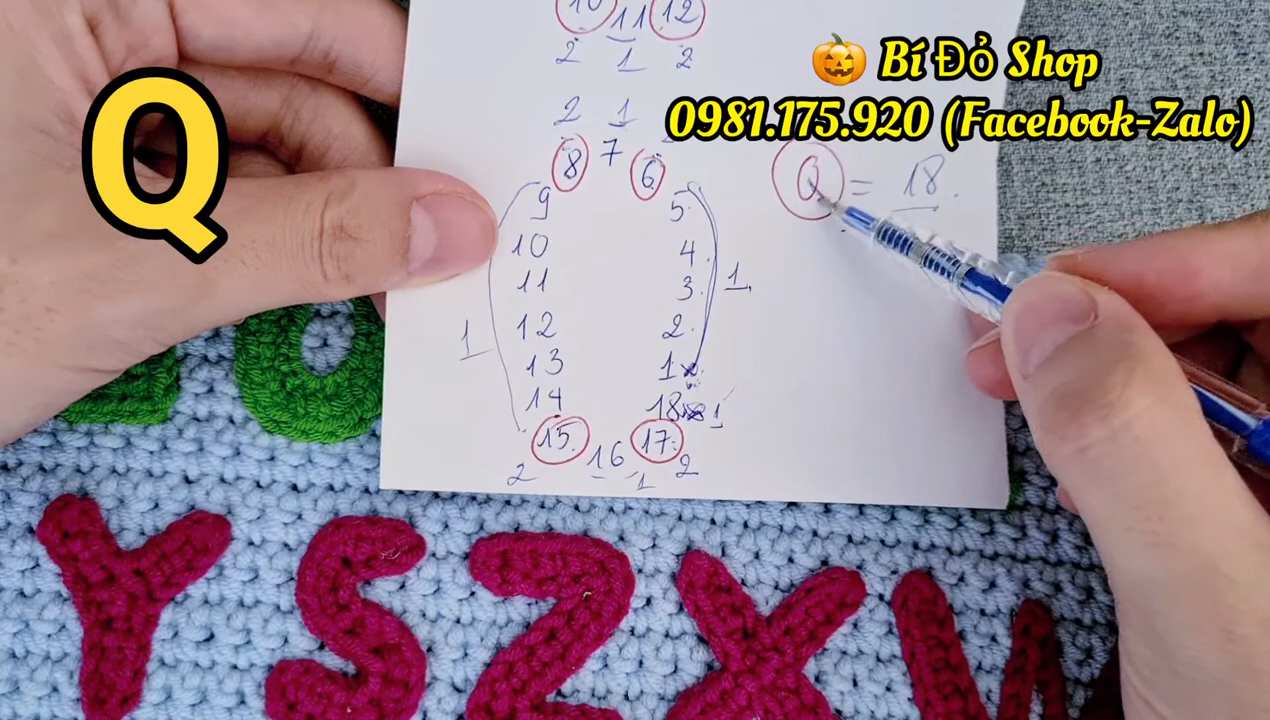 Q
🎃 Bí Đỏ Shop
0981.175.920 (Facebook-Zalo)
10 11 12
2 1 2
2 1
8 7 6
9 5
10 4
11 3
12 2
13 1
14 18 1
15 16 17
2 1 2
1
1
Q = 18.
Y S Z X